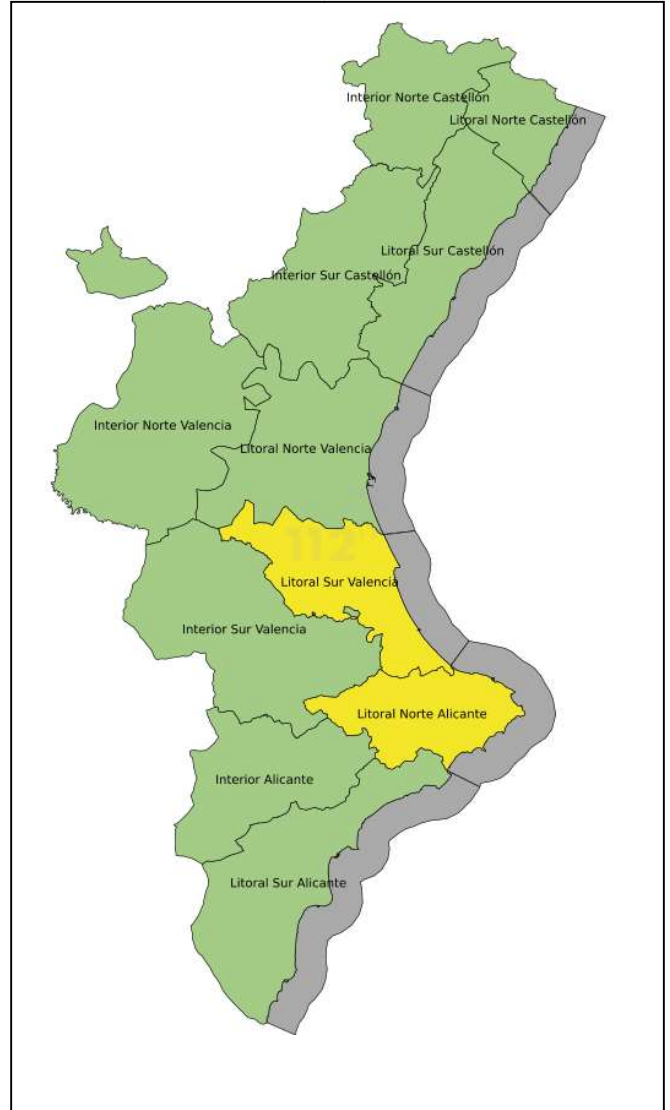 Interior Norte Castellón
Litoral Norte Castellón
Litoral Sur Castellón
Interior Sur Castellón
Interior Norte Valencia
Litoral Norte Valencia
112
Litoral Sur Valencia
Interior Sur Valencia
Litoral Norte Alicante
Interior Alicante
Litoral Sur Alicante